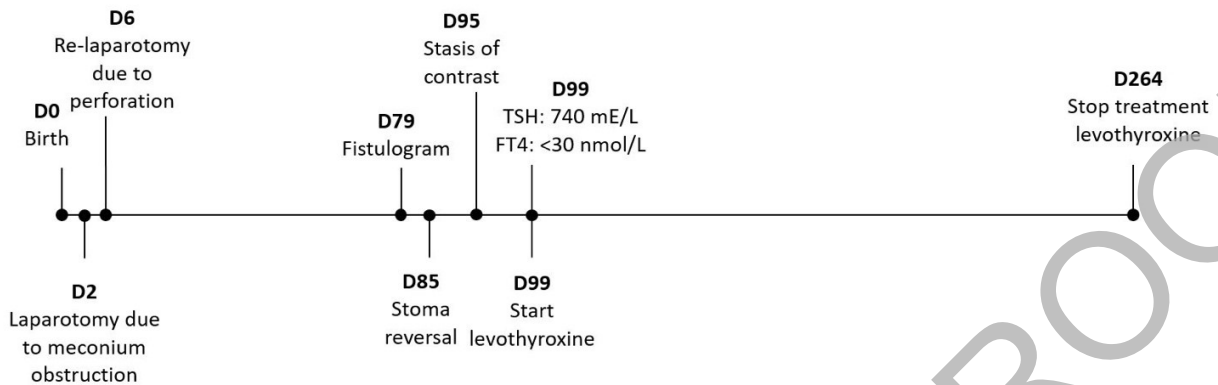 D0
Birth
D2
Laparotomy due
to meconium
obstruction
D6
Re-laparotomy
due to
perforation
D79
Fistulogram
D85
Stoma
reversal
D95
Stasis of
contrast
D99
TSH: 740 mE/L
FT4: <30 nmol/L
D99
Start
levothyroxine
D264
Stop treatment
levothyroxine
ROO